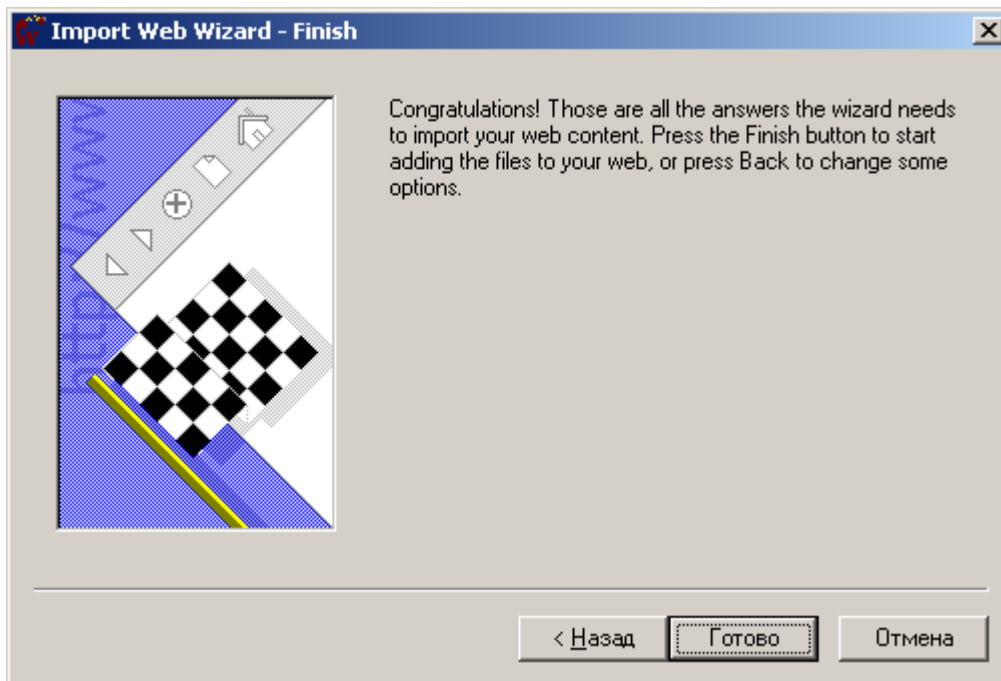 Import Web Wizard - Finish
http://www
Congratulations! Those are all the answers the wizard needs
to import your web content. Press the Finish button to start
adding the files to your web, or press Back to change some
options.
< Назад
Готово
Отмена